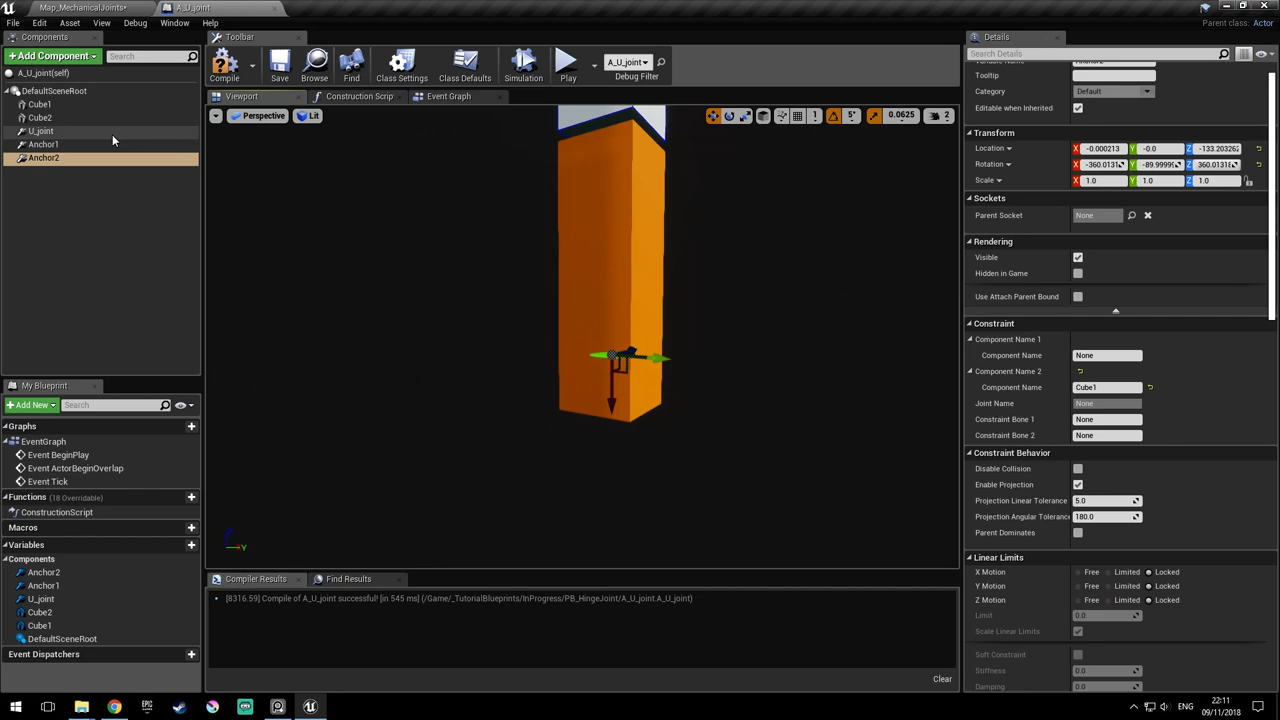 Map_MechanicalJoints*
A_U_joint
File Edit Asset View Debug Window Help
Parent class: Actor
Components
Toolbar
Details
Add Component
Search
Compile
Save
Browse
Find
Class Settings
Class Defaults
Simulation
Play
A_U_joint
Debug Filter
Search Details
A_U_joint(self)
DefaultSceneRoot
Cube1
Cube2
U_joint
Anchor1
Anchor2
Viewport
Construction Scrip
Event Graph
Perspective
Lit
5°
0.0625
2
Tooltip
Category Default
Editable when Inherited
Transform
Location X -0.000213 Y -0.0 Z -133.203262
Rotation X -360.0131 Y -89.9999 Z 360.0131
Scale X 1.0 Y 1.0 Z 1.0
Sockets
Parent Socket None
Rendering
Visible
Hidden in Game
Use Attach Parent Bound
Constraint
Component Name 1
Component Name None
Component Name 2
Component Name Cube1
Joint Name None
Constraint Bone 1 None
Constraint Bone 2 None
Constraint Behavior
Disable Collision
Enable Projection
Projection Linear Tolerance 5.0
Projection Angular Tolerance 180.0
Parent Dominates
Linear Limits
X Motion Free Limited Locked
Y Motion Free Limited Locked
Z Motion Free Limited Locked
Limit 0.0
Scale Linear Limits
Soft Constraint
Stiffness 0.0
Damping 0.0
My Blueprint
Add New
Search
Graphs
EventGraph
Event BeginPlay
Event ActorBeginOverlap
Event Tick
Functions (18 Overridable)
ConstructionScript
Macros
Variables
Components
Anchor2
Anchor1
U_joint
Cube2
Cube1
DefaultSceneRoot
Event Dispatchers
Y
Compiler Results
Find Results
[8316.59] Compile of A_U_joint successful! [in 545 ms] (/Game/_TutorialBlueprints/InProgress/PB_HingeJoint/A_U_joint.A_U_joint)
Clear
EPIC
ENG
22:11
09/11/2018